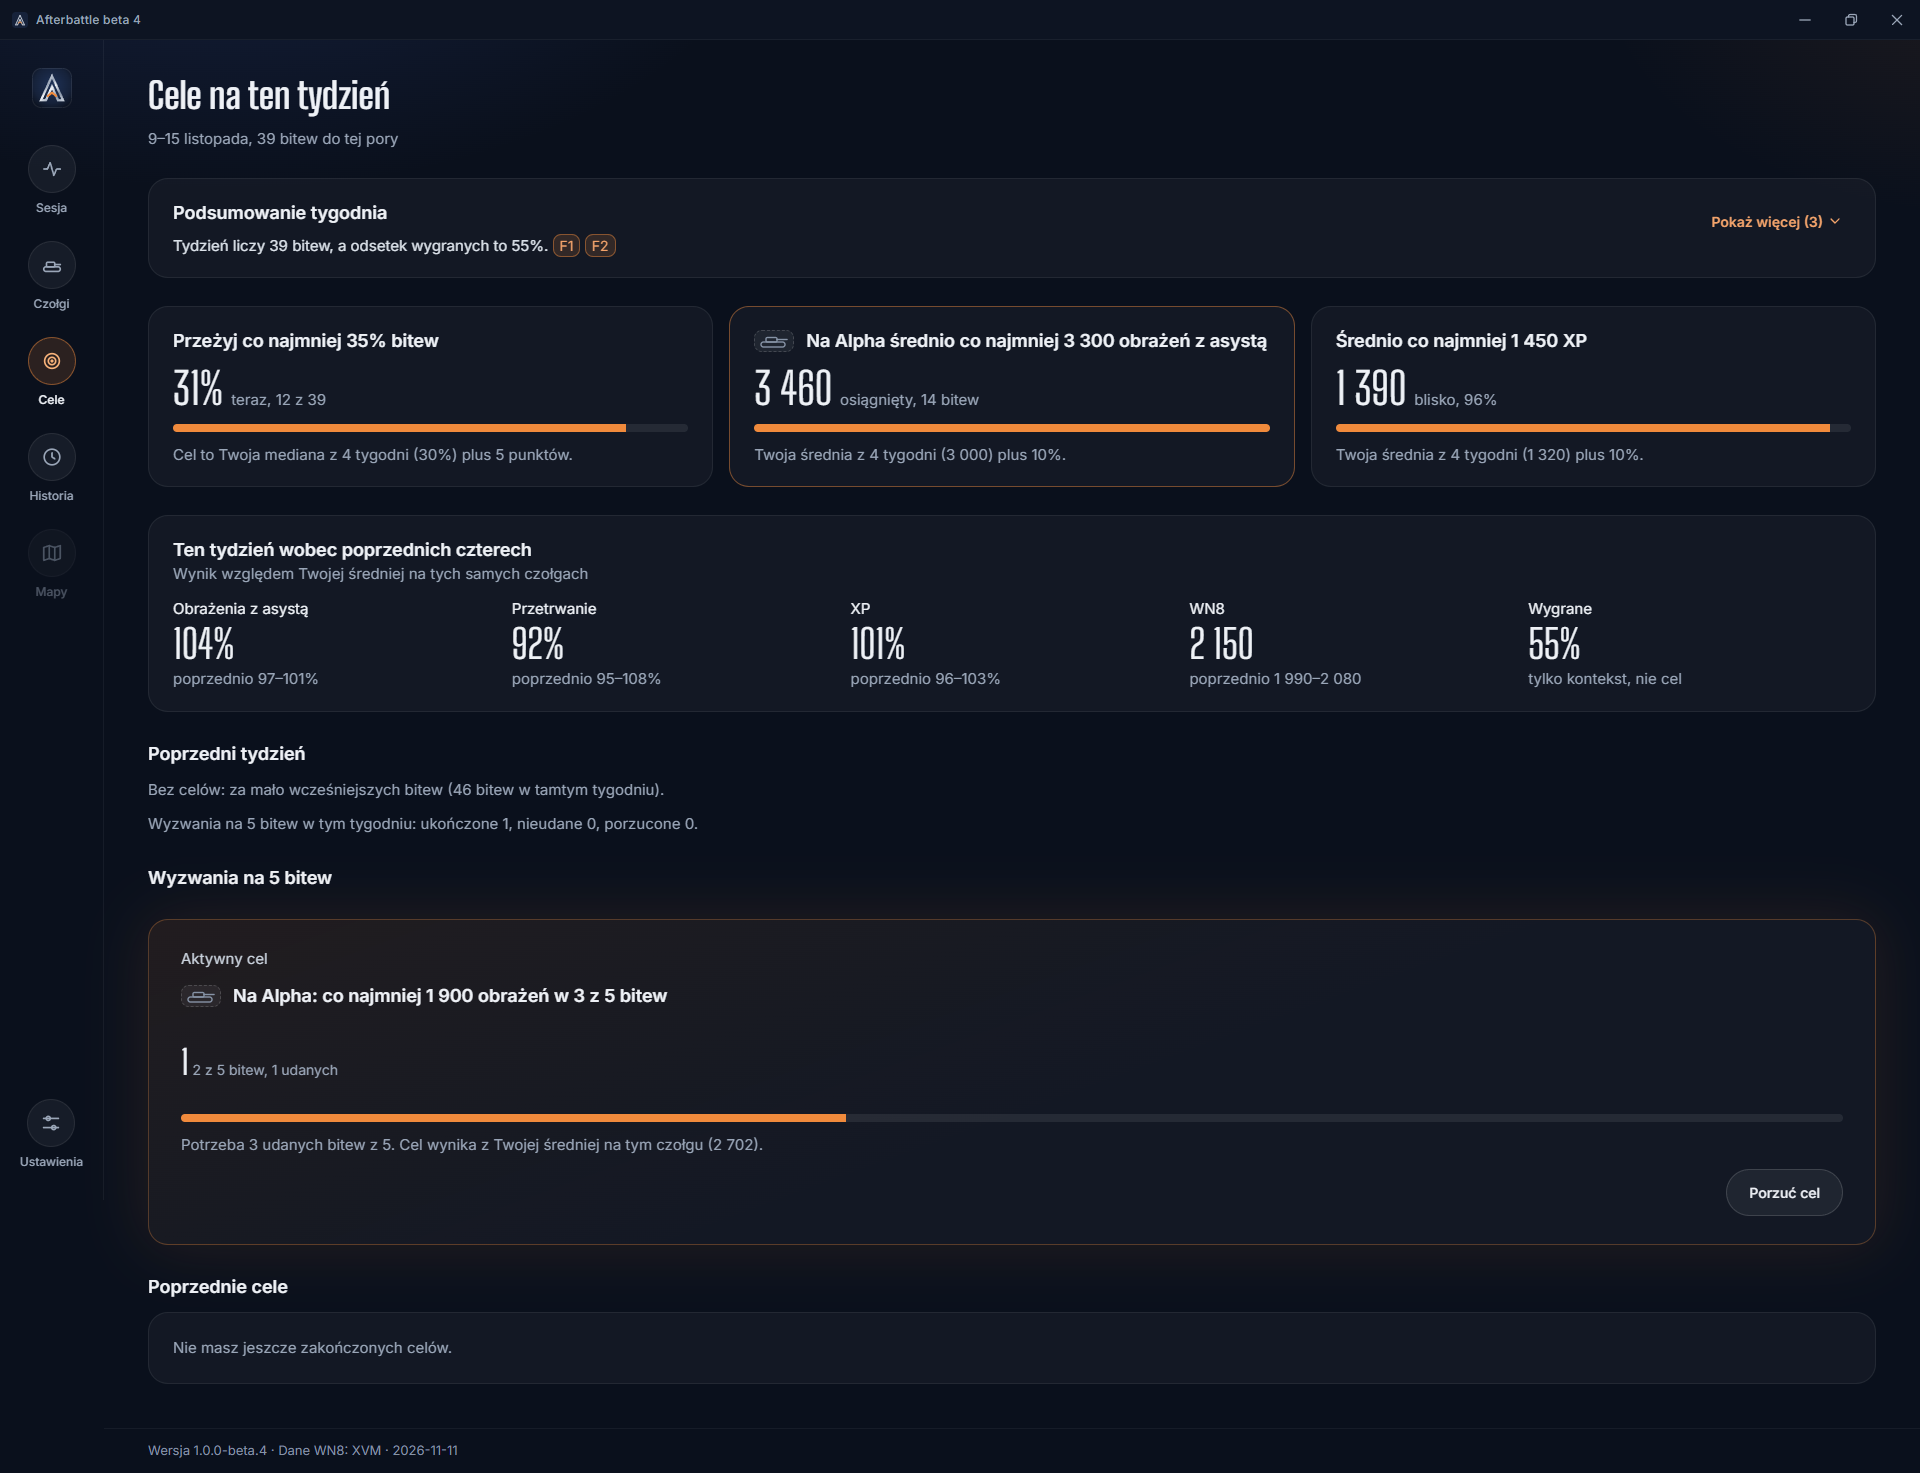 Afterbattle beta 4
Cele na ten tydzień
9–15 listopada, 39 bitew do tej pory
Sesja
Czołgi
Cele
Historia
Mapy
Ustawienia
Podsumowanie tygodnia
Tydzień liczy 39 bitew, a odsetek wygranych to 55%. F1 F2
Pokaż więcej (3)
Przeżyj co najmniej 35% bitew
31% teraz, 12 z 39
Cel to Twoja mediana z 4 tygodni (30%) plus 5 punktów.
Na Alpha średnio co najmniej 3 300 obrażeń z asystą
3 460 osiągnięty, 14 bitew
Twoja średnia z 4 tygodni (3 000) plus 10%.
Średnio co najmniej 1 450 XP
1 390 blisko, 96%
Twoja średnia z 4 tygodni (1 320) plus 10%.
Ten tydzień wobec poprzednich czterech
Wynik względem Twojej średniej na tych samych czołgach
Obrażenia z asystą
104%
poprzednio 97–101%
Przetrwanie
92%
poprzednio 95–108%
XP
101%
poprzednio 96–103%
WN8
2 150
poprzednio 1 990–2 080
Wygrane
55%
tylko kontekst, nie cel
Poprzedni tydzień
Bez celów: za mało wcześniejszych bitew (46 bitew w tamtym tygodniu).
Wyzwania na 5 bitew w tym tygodniu: ukończone 1, nieudane 0, porzucone 0.
Wyzwania na 5 bitew
Aktywny cel
Na Alpha: co najmniej 1 900 obrażeń w 3 z 5 bitew
1 2 z 5 bitew, 1 udanych
Potrzeba 3 udanych bitew z 5. Cel wynika z Twojej średniej na tym czołgu (2 702).
Porzuć cel
Poprzednie cele
Nie masz jeszcze zakończonych celów.
Wersja 1.0.0-beta.4 · Dane WN8: XVM · 2026-11-11